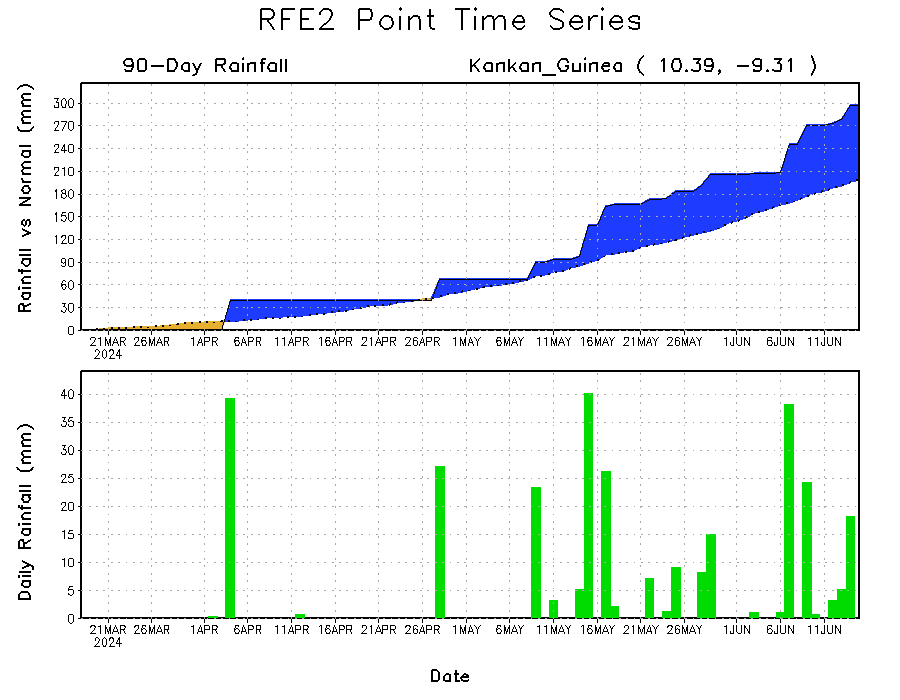 RFE2 Point Time Series
90-Day Rainfall
Kankan_Guinea ( 10.39, -9.31 )
Rainfall vs Normal (mm)
300
270
240
210
180
150
120
90
60
30
0
21MAR 26MAR 1APR 6APR 11APR 16APR 21APR 26APR 1MAY 6MAY 11MAY 16MAY 21MAY 26MAY 1JUN 6JUN 11JUN
2024
Daily Rainfall (mm)
40
35
30
25
20
15
10
5
0
21MAR 26MAR 1APR 6APR 11APR 16APR 21APR 26APR 1MAY 6MAY 11MAY 16MAY 21MAY 26MAY 1JUN 6JUN 11JUN
2024
Date